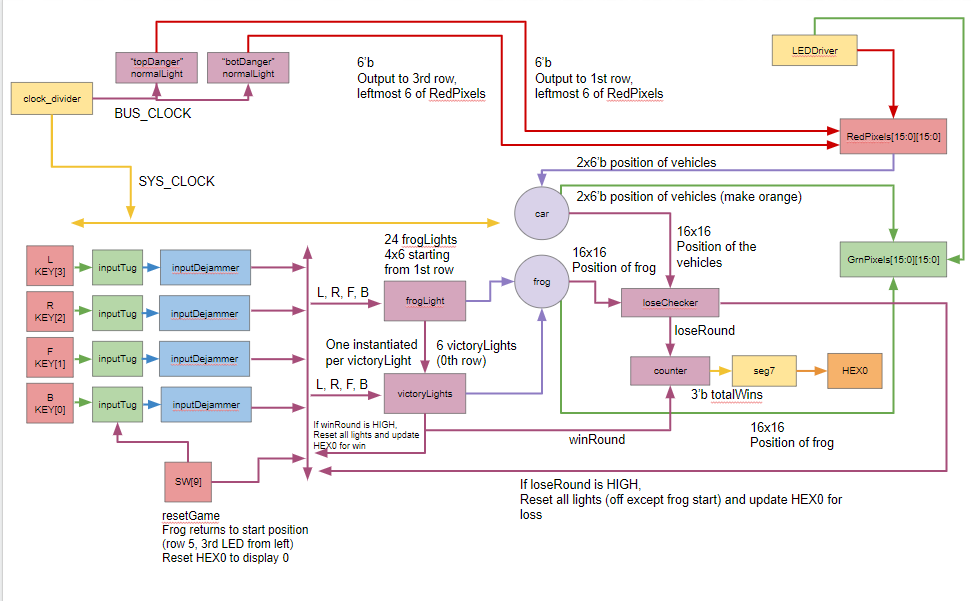 "topDanger"
normalLight
"botDanger"
normalLight
clock_divider
BUS_CLOCK
SYS_CLOCK
6'b
Output to 3rd row,
leftmost 6 of RedPixels
6'b
Output to 1st row,
leftmost 6 of RedPixels
LEDDriver
RedPixels[15:0][15:0]
2x6'b position of vehicles
2x6'b position of vehicles (make orange)
car
16x16
Position of the
vehicles
GrnPixels[15:0][15:0]
L
KEY[3]
inputTug
inputDejammer
R
KEY[2]
inputTug
inputDejammer
F
KEY[1]
inputTug
inputDejammer
B
KEY[0]
inputTug
inputDejammer
24 frogLights
4x6 starting
from 1st row
L, R, F, B
frogLight
frog
16x16
Position of frog
loseChecker
loseRound
One instantiated
per victoryLight
6 victoryLights
(0th row)
L, R, F, B
victoryLights
counter
seg7
HEX0
3'b totalWins
If winRound is HIGH,
Reset all lights and update
HEX0 for win
winRound
16x16
Position of frog
SW[9]
resetGame
Frog returns to start position
(row 5, 3rd LED from left)
Reset HEX0 to display 0
If loseRound is HIGH,
Reset all lights (off except frog start) and update HEX0 for
loss